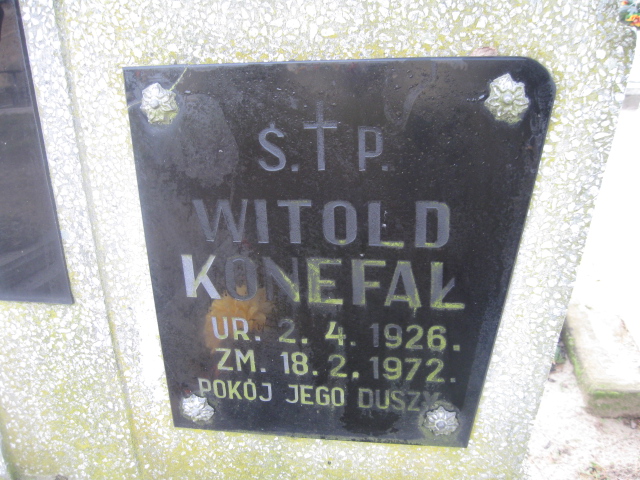 Ś.†P.
WITOLD
KONEFAŁ
UR. 2. 4. 1926.
ZM. 18. 2. 1972.
POKÓJ JEGO DUSZY